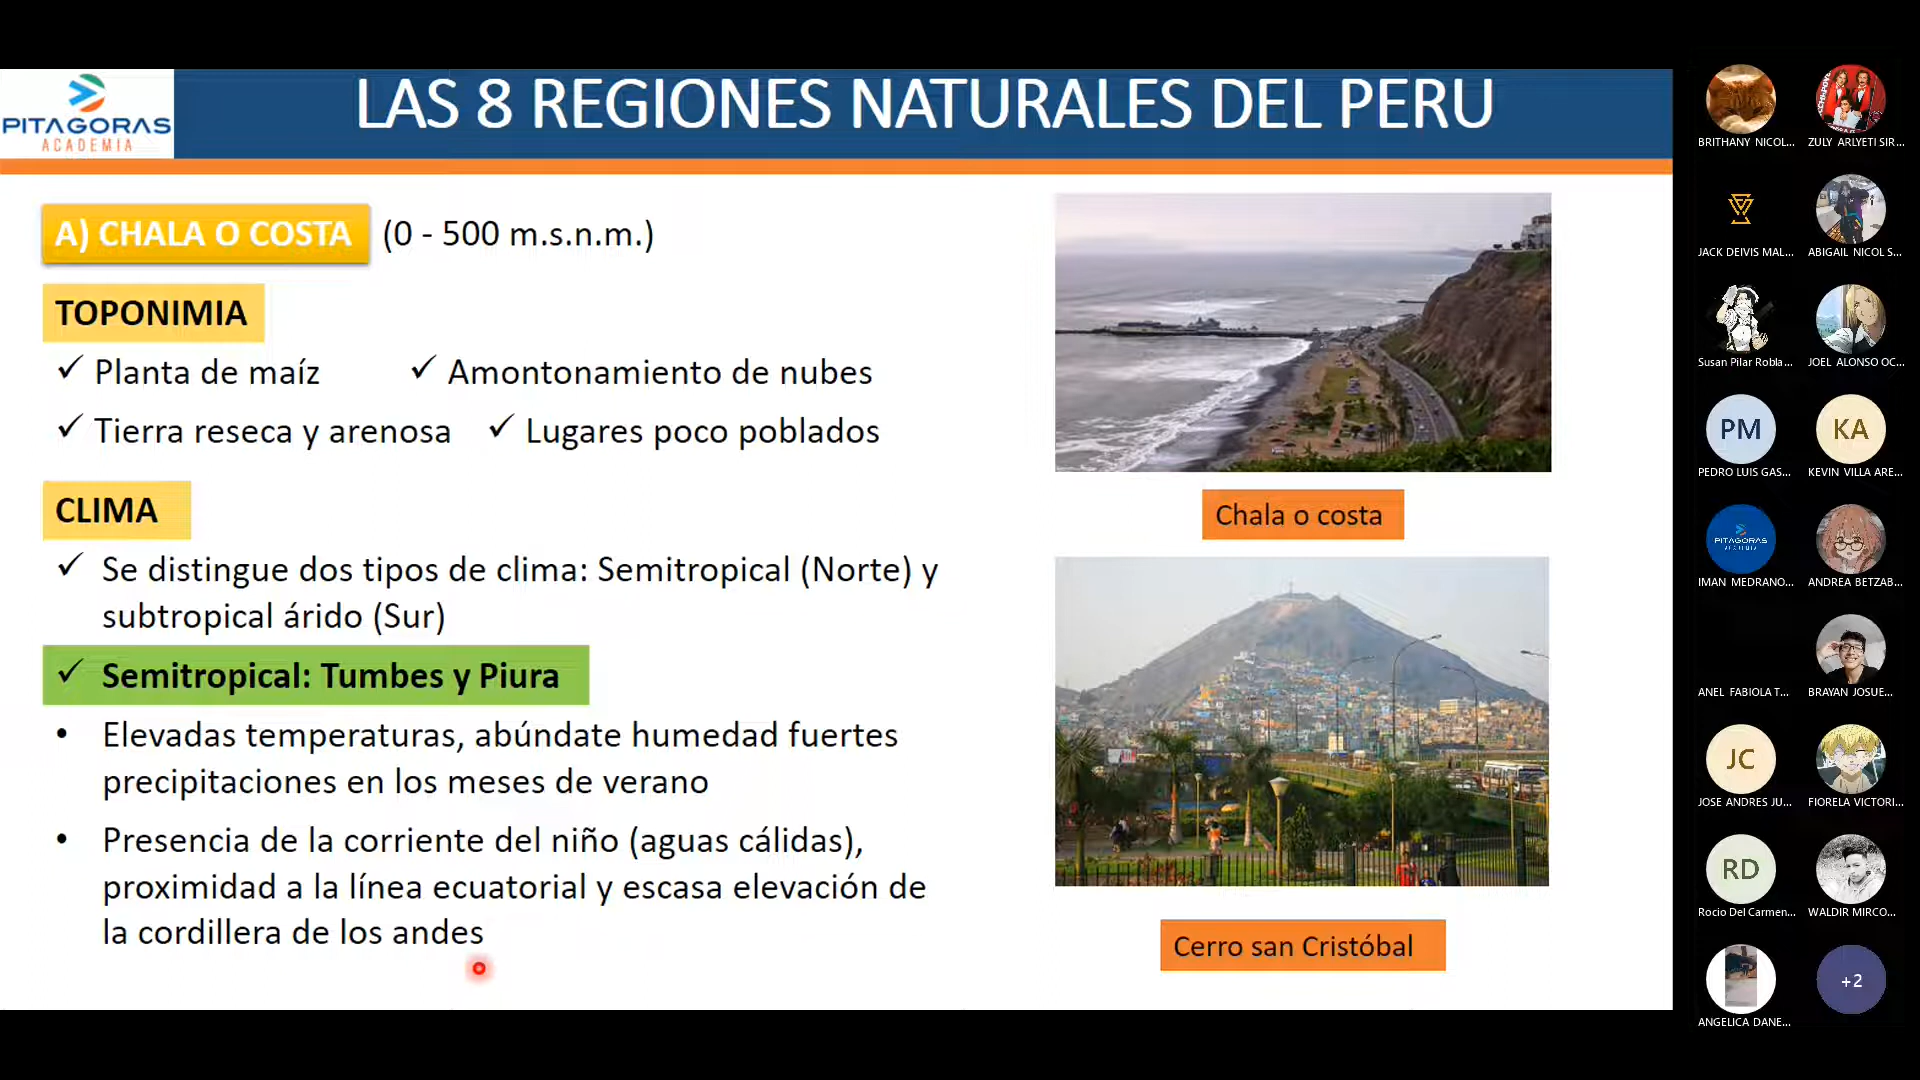 PITAGORAS
ACADEMIA
LAS 8 REGIONES NATURALES DEL PERU
A) CHALA O COSTA (0 - 500 m.s.n.m.)
TOPONIMIA
✓ Planta de maíz ✓ Amontonamiento de nubes
✓ Tierra reseca y arenosa ✓ Lugares poco poblados
CLIMA
✓ Se distingue dos tipos de clima: Semitropical (Norte) y
subtropical árido (Sur)
✓ Semitropical: Tumbes y Piura
• Elevadas temperaturas, abúndate humedad fuertes
precipitaciones en los meses de verano
• Presencia de la corriente del niño (aguas cálidas),
proximidad a la línea ecuatorial y escasa elevación de
la cordillera de los andes
Chala o costa
Cerro san Cristóbal
BRITHANY NICOL...
ZULY ARLYETI SIR...
JACK DEIVIS MAL...
ABIGAIL NICOL S...
Susan Pilar Robla...
JOEL ALONSO OC...
PM
PEDRO LUIS GAS...
KA
KEVIN VILLA ARE...
PITAGORAS
ACADEMIA
IMAN MEDRANO...
ANDREA BETZAB...
ANEL FABIOLA T...
BRAYAN JOSUE...
JC
JOSE ANDRES JU...
FIORELA VICTORI...
RD
Rocio Del Carmen...
WALDIR MIRCO...
ANGELICA DANE...
+2